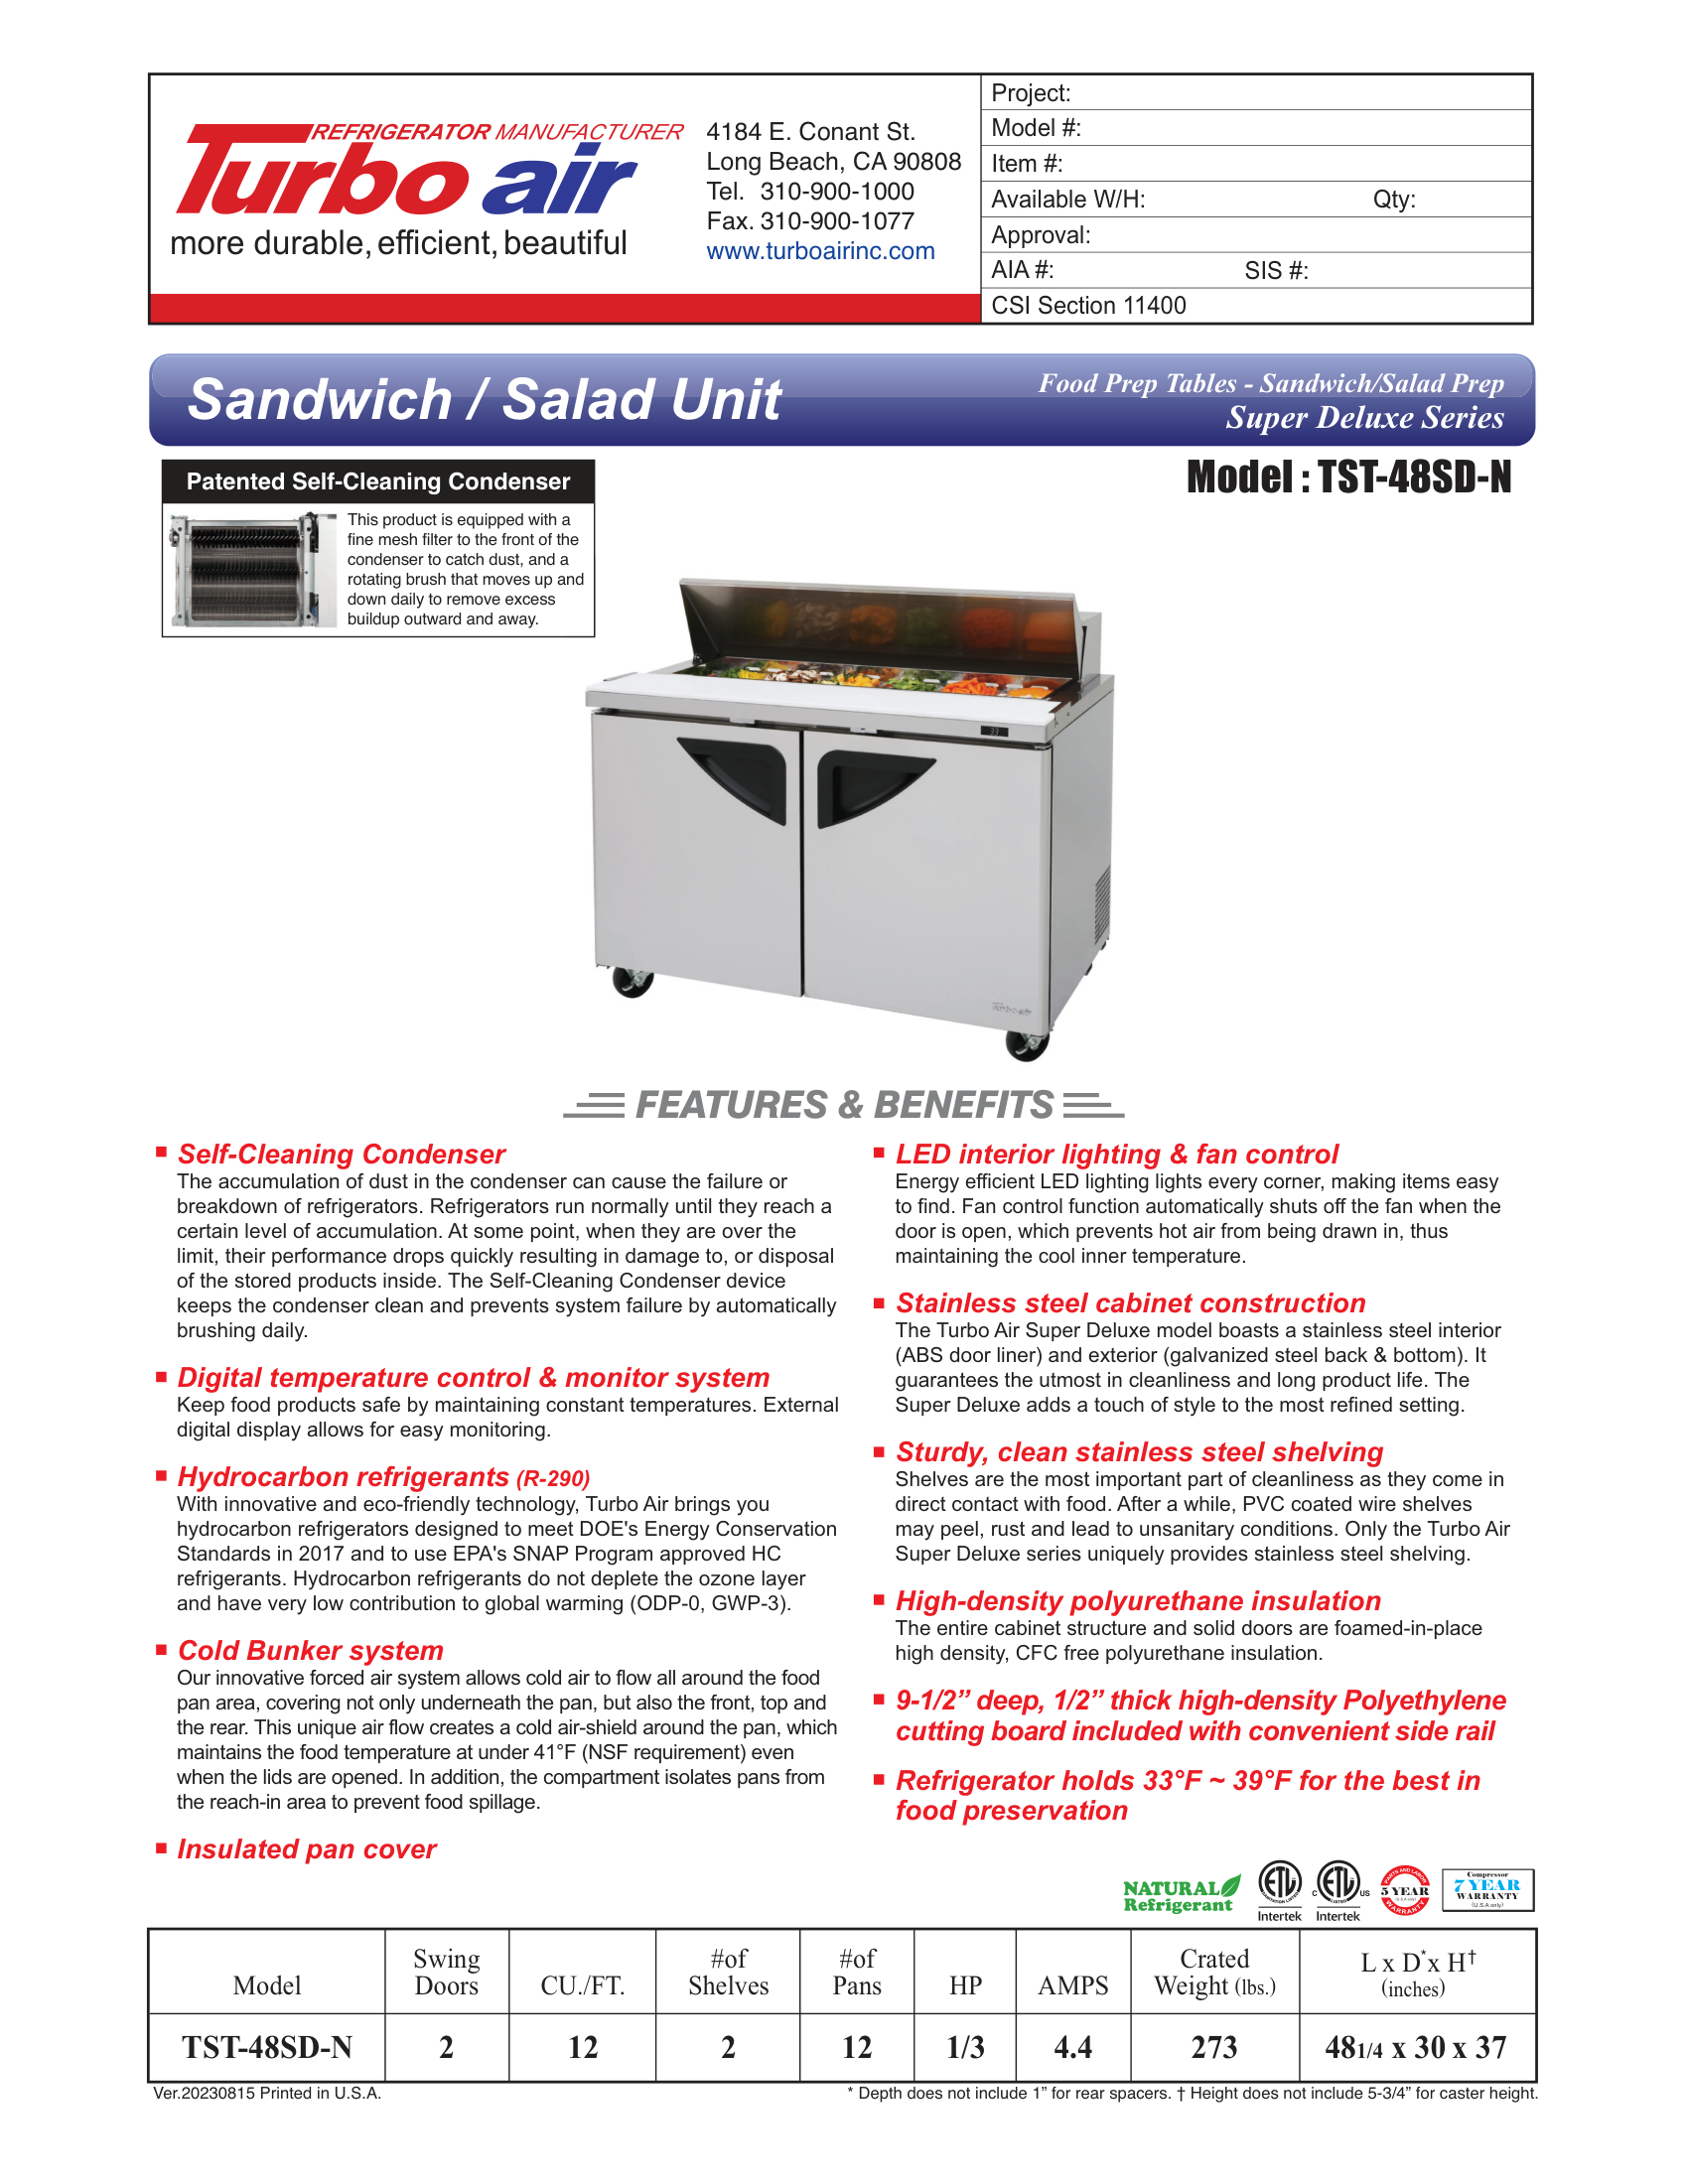 REFRIGERATOR MANUFACTURER
Turbo air
more durable, efficient, beautiful
4184 E. Conant St.
Long Beach, CA 90808
Tel. 310-900-1000
Fax. 310-900-1077
www.turboairinc.com
Project:
Model #:
Item #:
Available W/H: Qty:
Approval:
AIA #: SIS #:
CSI Section 11400
Sandwich / Salad Unit
Food Prep Tables - Sandwich/Salad Prep
Super Deluxe Series
Model : TST-48SD-N
Patented Self-Cleaning Condenser
This product is equipped with a
fine mesh filter to the front of the
condenser to catch dust, and a
rotating brush that moves up and
down daily to remove excess
buildup outward and away.
33
Turbo air
FEATURES & BENEFITS
Self-Cleaning Condenser
The accumulation of dust in the condenser can cause the failure or
breakdown of refrigerators. Refrigerators run normally until they reach a
certain level of accumulation. At some point, when they are over the
limit, their performance drops quickly resulting in damage to, or disposal
of the stored products inside. The Self-Cleaning Condenser device
keeps the condenser clean and prevents system failure by automatically
brushing daily.
Digital temperature control & monitor system
Keep food products safe by maintaining constant temperatures. External
digital display allows for easy monitoring.
Hydrocarbon refrigerants (R-290)
With innovative and eco-friendly technology, Turbo Air brings you
hydrocarbon refrigerators designed to meet DOE's Energy Conservation
Standards in 2017 and to use EPA's SNAP Program approved HC
refrigerants. Hydrocarbon refrigerants do not deplete the ozone layer
and have very low contribution to global warming (ODP-0, GWP-3).
Cold Bunker system
Our innovative forced air system allows cold air to flow all around the food
pan area, covering not only underneath the pan, but also the front, top and
the rear. This unique air flow creates a cold air-shield around the pan, which
maintains the food temperature at under 41°F (NSF requirement) even
when the lids are opened. In addition, the compartment isolates pans from
the reach-in area to prevent food spillage.
Insulated pan cover
LED interior lighting & fan control
Energy efficient LED lighting lights every corner, making items easy
to find. Fan control function automatically shuts off the fan when the
door is open, which prevents hot air from being drawn in, thus
maintaining the cool inner temperature.
Stainless steel cabinet construction
The Turbo Air Super Deluxe model boasts a stainless steel interior
(ABS door liner) and exterior (galvanized steel back & bottom). It
guarantees the utmost in cleanliness and long product life. The
Super Deluxe adds a touch of style to the most refined setting.
Sturdy, clean stainless steel shelving
Shelves are the most important part of cleanliness as they come in
direct contact with food. After a while, PVC coated wire shelves
may peel, rust and lead to unsanitary conditions. Only the Turbo Air
Super Deluxe series uniquely provides stainless steel shelving.
High-density polyurethane insulation
The entire cabinet structure and solid doors are foamed-in-place
high density, CFC free polyurethane insulation.
9-1/2” deep, 1/2” thick high-density Polyethylene
cutting board included with convenient side rail
Refrigerator holds 33°F ~ 39°F for the best in
food preservation
NATURAL
Refrigerant
ETL
SANITATION LISTED
Intertek
C ETL US
LISTED
Intertek
PARTS AND LABOR
5 YEAR
(U.S.A only)
WARRANTY
Compressor
7 YEAR
WARRANTY
(U.S.A only)
Model Swing Doors CU./FT. #of Shelves #of Pans HP AMPS Crated Weight (lbs.) L x D* x H† (inches)
TST-48SD-N 2 12 2 12 1/3 4.4 273 48 1/4 x 30 x 37
Ver.20230815 Printed in U.S.A. * Depth does not include 1” for rear spacers. † Height does not include 5-3/4” for caster height.